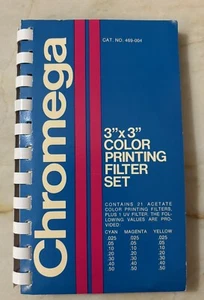 CAT. NO. 469-004
Chromega
3"x 3"
COLOR
PRINTING
FILTER
SET
CONTAINS 21 ACETATE
COLOR PRINTING FILTERS,
PLUS 1 UV FILTER. THE FOL-
LOWING VALUES ARE PRO-
VIDED:
CYAN MAGENTA YELLOW
.025 .025 .025
.05 .05 .05
.10 .10 .10
.20 .20 .20
.30 .30 .30
.40 .40 .40
.50 .50 .50